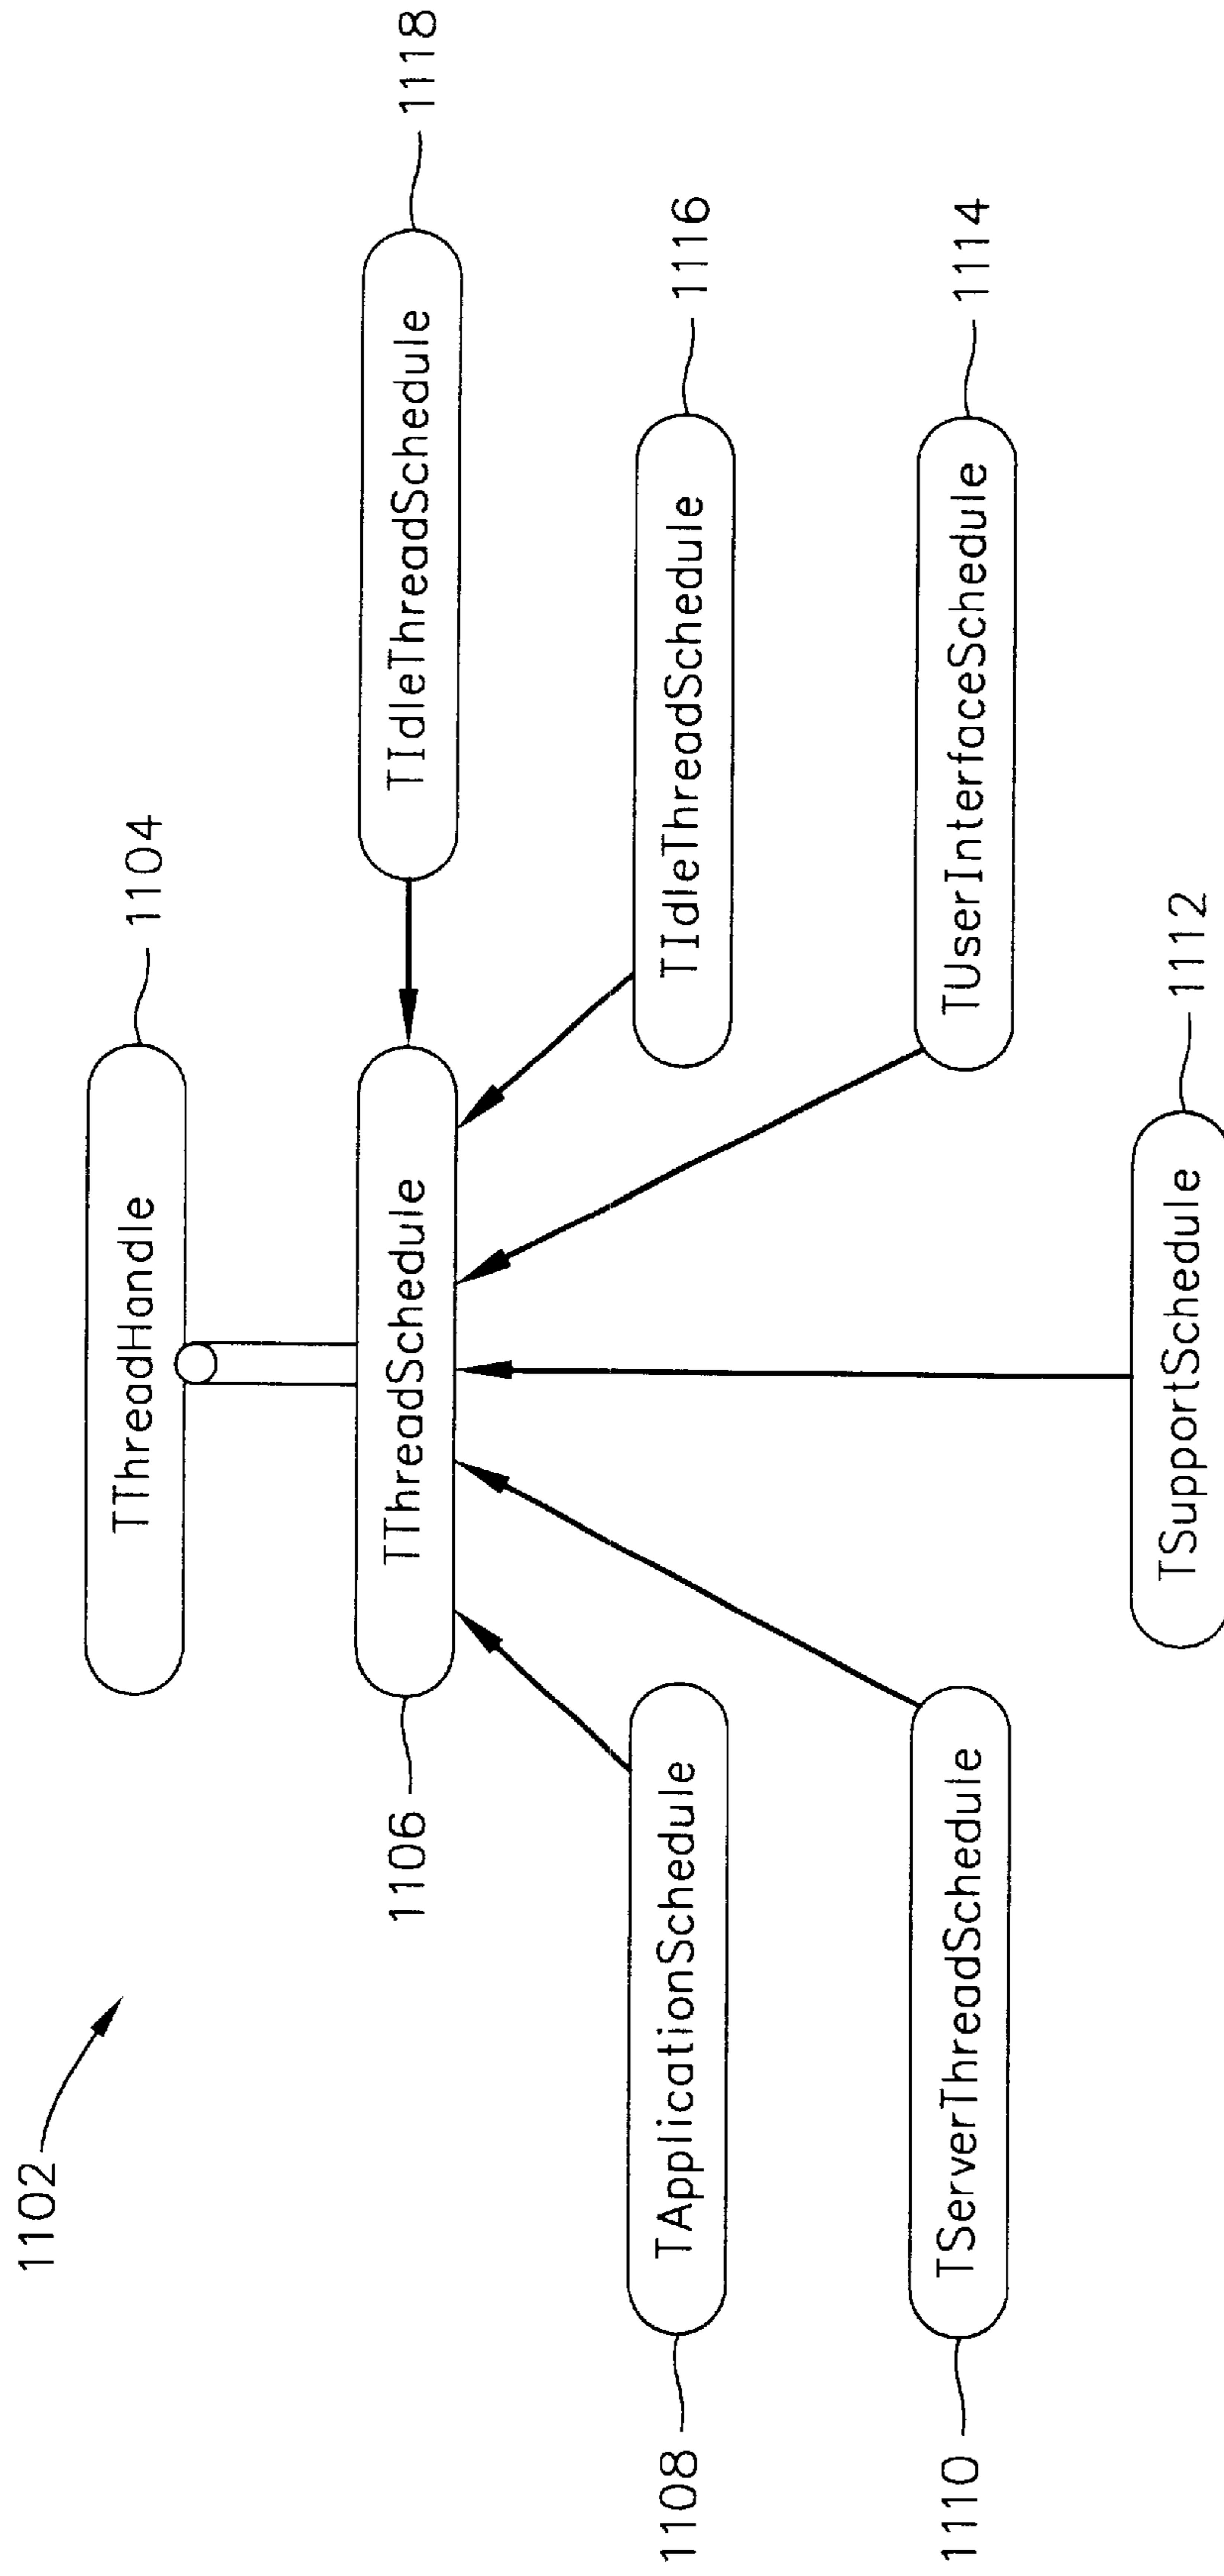 1102
TThreadHandle
1104
1106
TThreadSchedule
TIdleThreadSchedule
1118
1108
TApplicationSchedule
TIdleThreadSchedule
1116
1110
TServerThreadSchedule
TUserInterfaceSchedule
1114
TSupportSchedule
1112